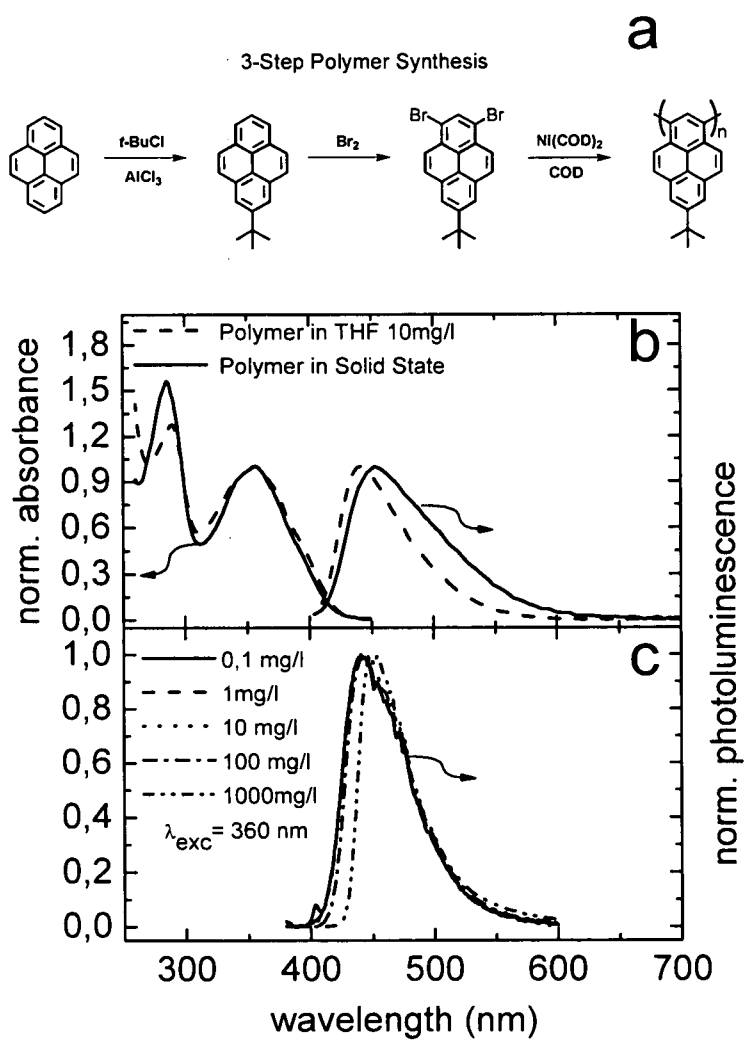 a
3-Step Polymer Synthesis
t-BuCl
AlCl3
Br2
Br Br
Ni(COD)2
COD
n
b
Polymer in THF 10mg/l
Polymer in Solid State
norm. absorbance
1,8
1,5
1,2
0,9
0,6
0,3
0,0
c
0,1 mg/l
1mg/l
10 mg/l
100 mg/l
1000mg/l
λexc= 360 nm
1,0
0,8
0,6
0,4
0,2
0,0
norm. photoluminescence
300 400 500 600 700
wavelength (nm)